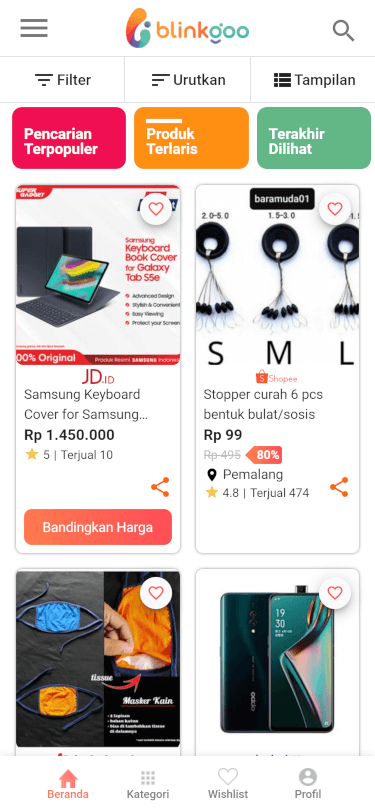 blinkgoo
Filter
Urutkan
Tampilan
Pencarian
Terpopuler
Produk
Terlaris
Terakhir
Dilihat
SUPER
GADGET
Samsung
Keyboard
Book Cover
for Galaxy
Tab S5e
Advanced Design
Stylish & Convenient
Easy Viewing
Protect your Screen
100% Original
Produk Resmi SAMSUNG Indones
baramuda01
2.0-5.0
1.5-3.0
S M L
JD.ID
Samsung Keyboard
Cover for Samsung...
Rp 1.450.000
5 | Terjual 10
Bandingkan Harga
Shopee
Stopper curah 6 pcs
bentuk bulat/sosis
Rp 99
Rp 495 80%
Pemalang
4.8 | Terjual 474
tissue
Masker Kain
19
30
oppo
Beranda
Kategori
Wishlist
Profil